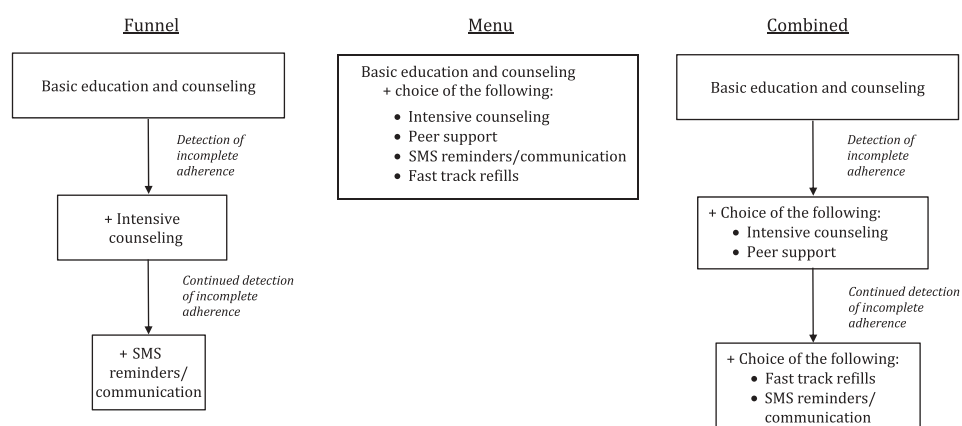 Funnel
Basic education and counseling
Detection of
incomplete
adherence
+ Intensive
counseling
Continued detection
of incomplete
adherence
+ SMS
reminders/
communication
Menu
Basic education and counseling
+ choice of the following:
• Intensive counseling
• Peer support
• SMS reminders/communication
• Fast track refills
Combined
Basic education and counseling
Detection of
incomplete
adherence
+ Choice of the following:
• Intensive counseling
• Peer support
Continued detection
of incomplete
adherence
+ Choice of the following:
• Fast track refills
• SMS reminders/
communication